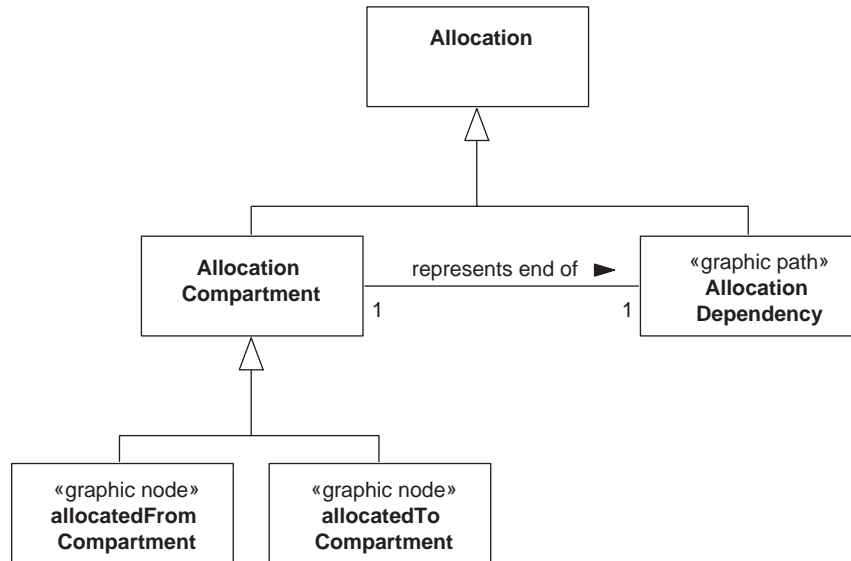 Allocation
Allocation
Compartment
represents end of ►
1
1
«graphic path»
Allocation
Dependency
«graphic node»
allocatedFrom
Compartment
«graphic node»
allocatedTo
Compartment